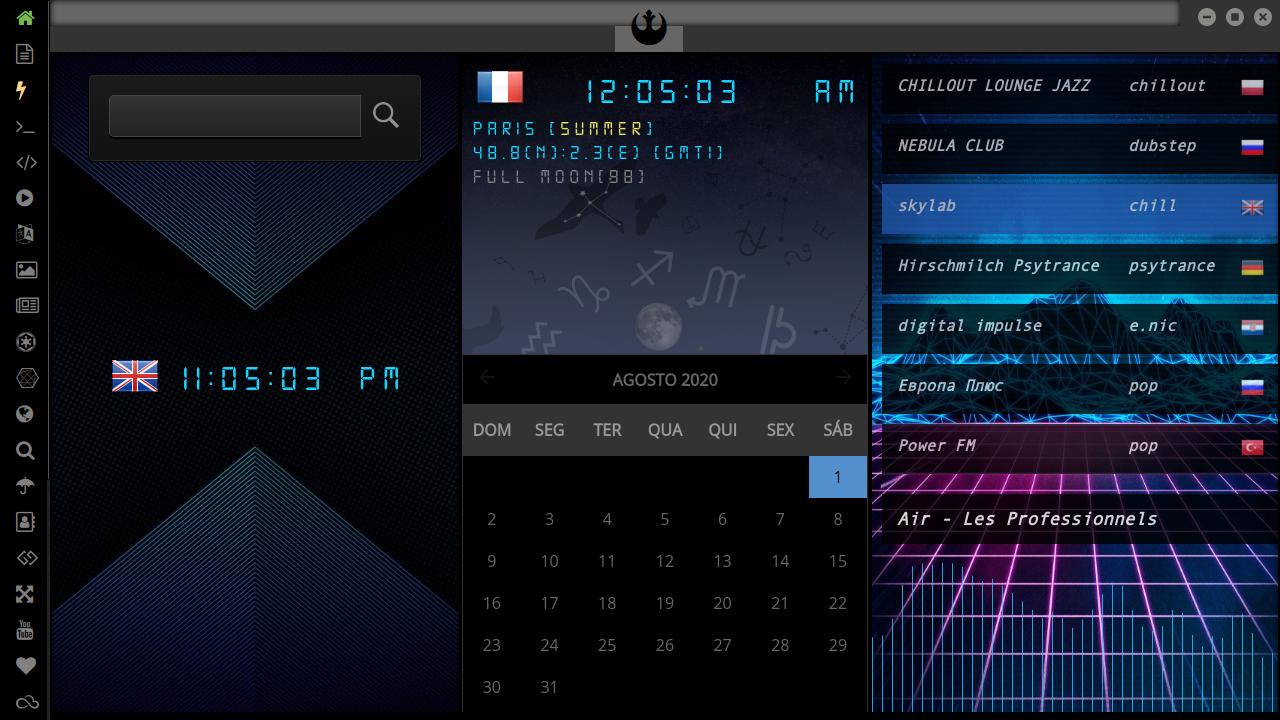 11:05:03 PM
12:05:03 AM
PARIS (SUMMER)
48.8(N):2.3(E) (GMT1)
FULL MOON(98)
AGOSTO 2020
DOM SEG TER QUA QUI SEX SÁB
1
2 3 4 5 6 7 8
9 10 11 12 13 14 15
16 17 18 19 20 21 22
23 24 25 26 27 28 29
30 31
CHILLOUT LOUNGE JAZZ chillout
NEBULA CLUB dubstep
skylab chill
Hirschmilch Psytrance psytrance
digital impulse e.nic
Европа Плюс pop
Power FM pop
Air - Les Professionnels
You
Tube